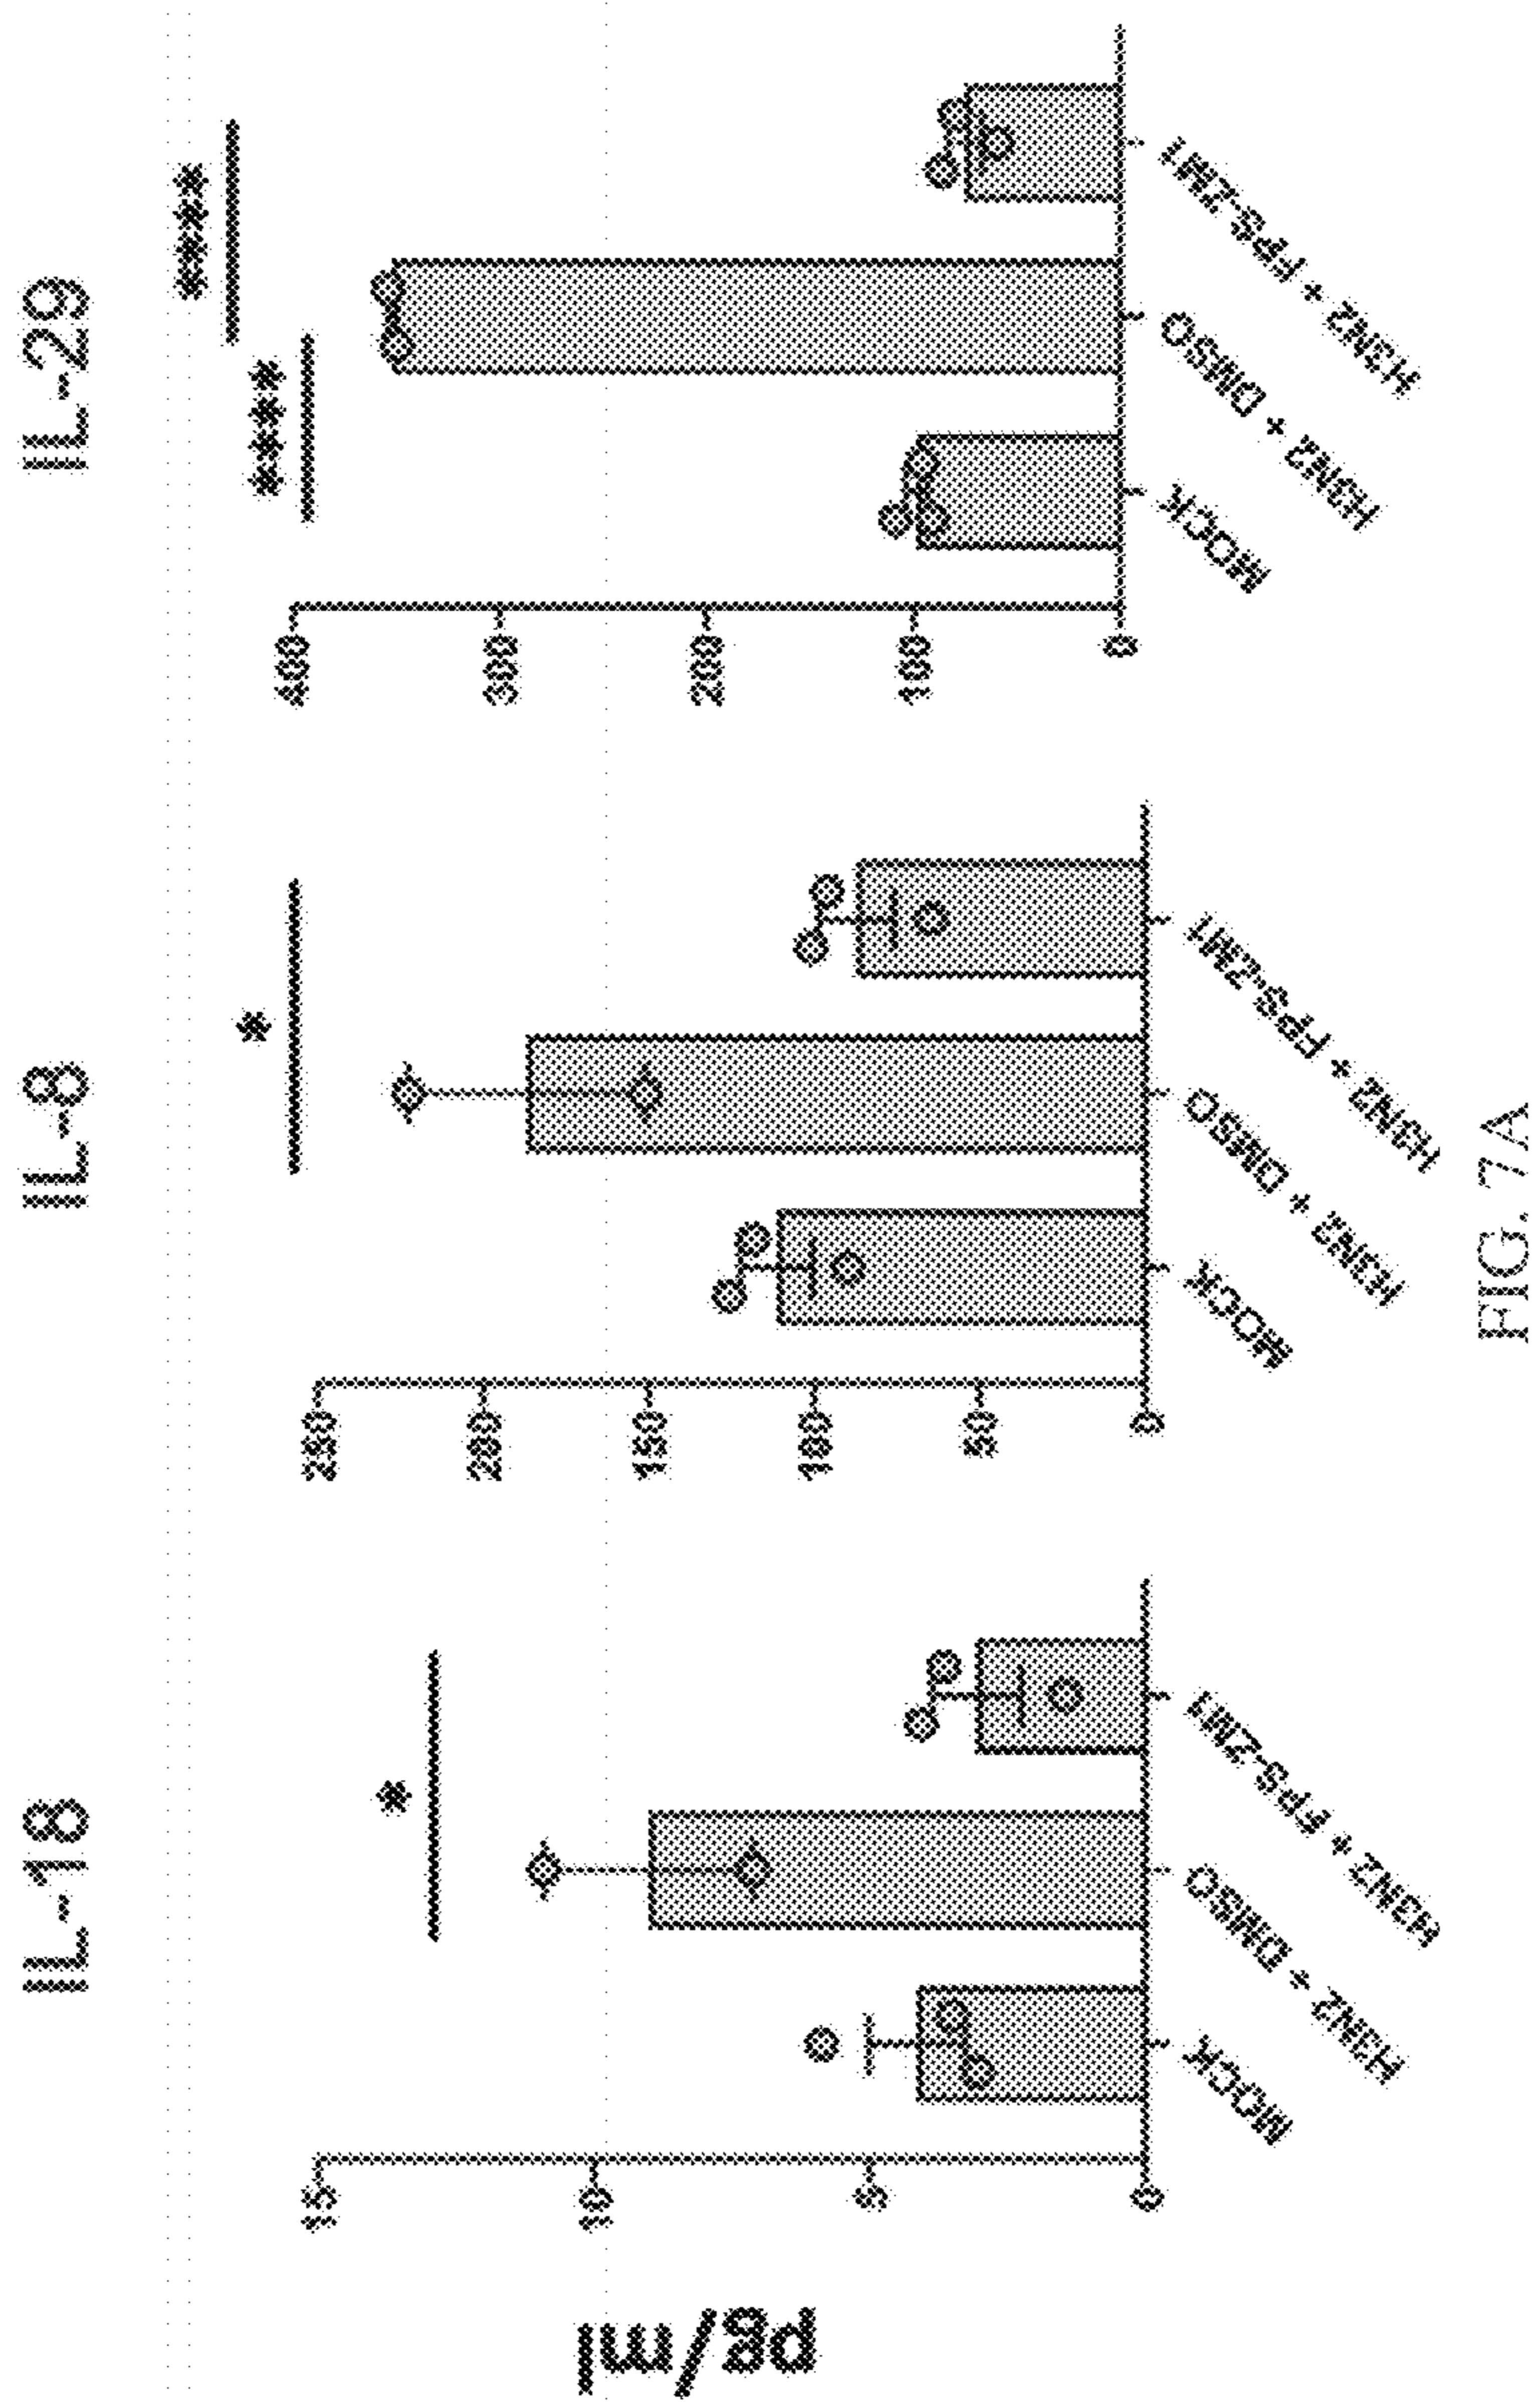 IL-18
*
pg/ml
15
10
5
0
MOCK
H3N2 + DMSO
H3N2 + FPS-ZM1
IL-8
*
250
200
150
100
50
0
MOCK
H3N2 + DMSO
H3N2 + FPS-ZM1
IL-29
****
****
400
300
200
100
0
MOCK
H3N2 + DMSO
H3N2 + FPS-ZM1
FIG. 7A